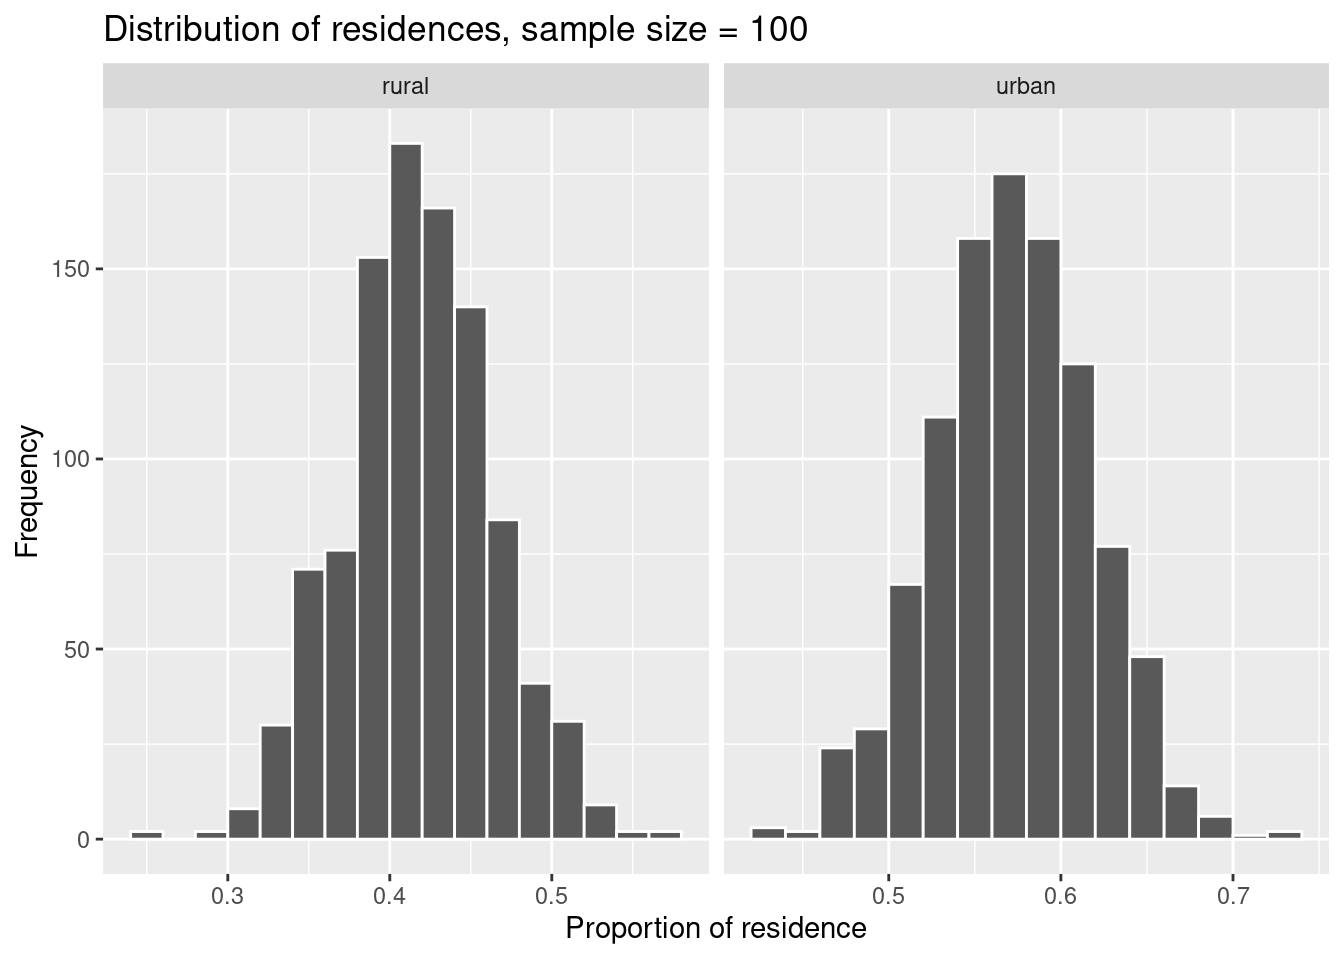 Distribution of residences, sample size = 100
rural
urban
Frequency
150
100
50
0
0.3
0.4
0.5
0.5
0.6
0.7
Proportion of residence